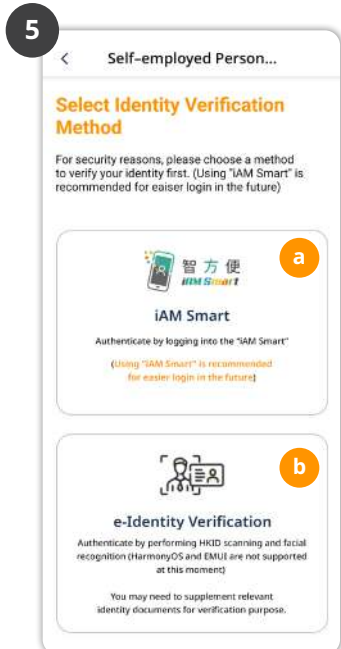 5
< Self-employed Person...
Select Identity Verification
Method
For security reasons, please choose a method
to verify your identity first. (Using "iAM Smart" is
recommended for eaiser login in the future)
a
智方便
iAM Smart
iAM Smart
Authenticate by logging into the "iAM Smart"
(Using "iAM Smart" is recommended
for easier login in the future)
b
e-Identity Verification
Authenticate by performing HKID scanning and facial
recognition (HarmonyOS and EMUI are not supported
at this moment)
You may need to supplement relevant
identity documents for verification purpose.